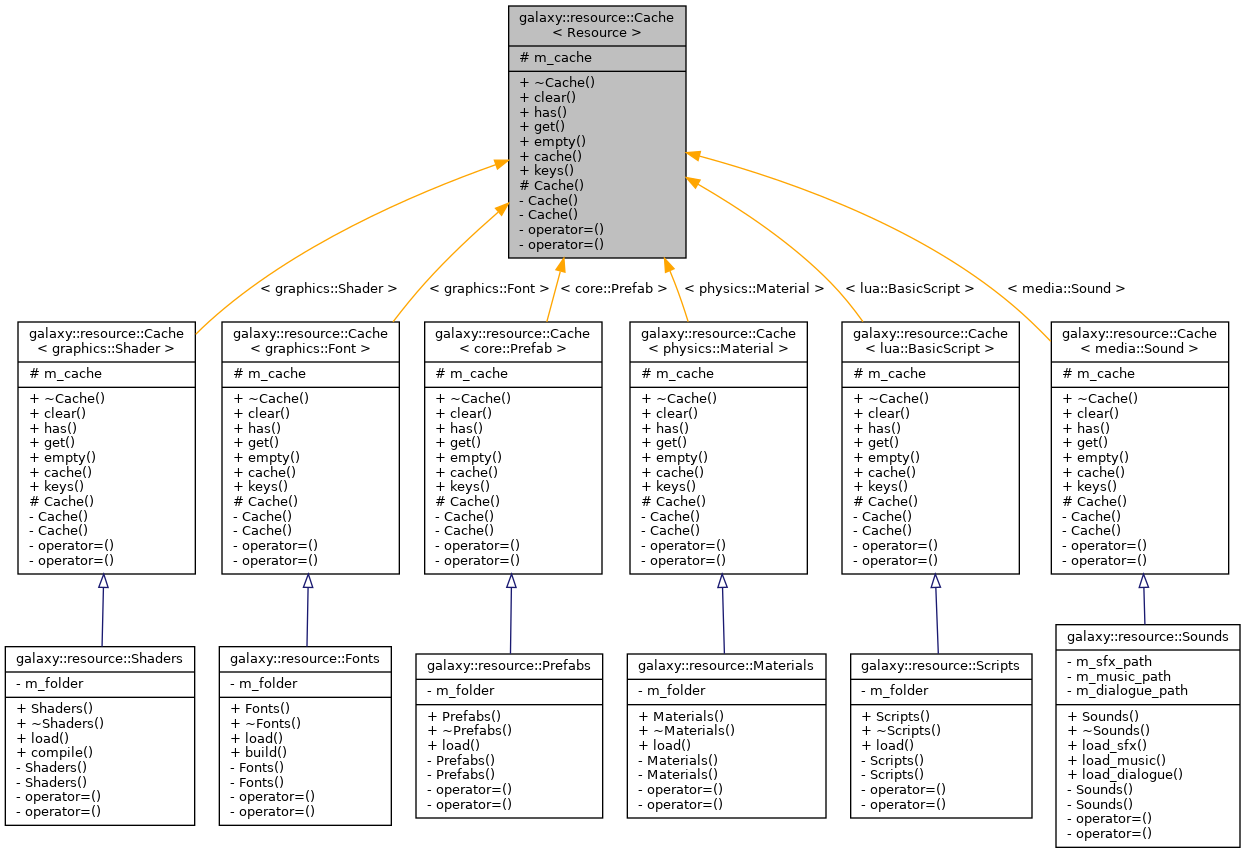 galaxy::resource::Cache
< Resource >
# m_cache
+ ~Cache()
+ clear()
+ has()
+ get()
+ empty()
+ cache()
+ keys()
# Cache()
- Cache()
- Cache()
- operator=()
- operator=()
< graphics::Shader >
< graphics::Font >
< core::Prefab >
< physics::Material >
< lua::BasicScript >
< media::Sound >
galaxy::resource::Cache
< graphics::Shader >
# m_cache
+ ~Cache()
+ clear()
+ has()
+ get()
+ empty()
+ cache()
+ keys()
# Cache()
- Cache()
- Cache()
- operator=()
- operator=()
galaxy::resource::Cache
< graphics::Font >
# m_cache
+ ~Cache()
+ clear()
+ has()
+ get()
+ empty()
+ cache()
+ keys()
# Cache()
- Cache()
- Cache()
- operator=()
- operator=()
galaxy::resource::Cache
< core::Prefab >
# m_cache
+ ~Cache()
+ clear()
+ has()
+ get()
+ empty()
+ cache()
+ keys()
# Cache()
- Cache()
- Cache()
- operator=()
- operator=()
galaxy::resource::Cache
< physics::Material >
# m_cache
+ ~Cache()
+ clear()
+ has()
+ get()
+ empty()
+ cache()
+ keys()
# Cache()
- Cache()
- Cache()
- operator=()
- operator=()
galaxy::resource::Cache
< lua::BasicScript >
# m_cache
+ ~Cache()
+ clear()
+ has()
+ get()
+ empty()
+ cache()
+ keys()
# Cache()
- Cache()
- Cache()
- operator=()
- operator=()
galaxy::resource::Cache
< media::Sound >
# m_cache
+ ~Cache()
+ clear()
+ has()
+ get()
+ empty()
+ cache()
+ keys()
# Cache()
- Cache()
- Cache()
- operator=()
- operator=()
galaxy::resource::Shaders
- m_folder
+ Shaders()
+ ~Shaders()
+ load()
+ compile()
- Shaders()
- Shaders()
- operator=()
- operator=()
galaxy::resource::Fonts
- m_folder
+ Fonts()
+ ~Fonts()
+ load()
+ build()
- Fonts()
- Fonts()
- operator=()
- operator=()
galaxy::resource::Prefabs
- m_folder
+ Prefabs()
+ ~Prefabs()
+ load()
- Prefabs()
- Prefabs()
- operator=()
- operator=()
galaxy::resource::Materials
- m_folder
+ Materials()
+ ~Materials()
+ load()
- Materials()
- Materials()
- operator=()
- operator=()
galaxy::resource::Scripts
- m_folder
+ Scripts()
+ ~Scripts()
+ load()
- Scripts()
- Scripts()
- operator=()
- operator=()
galaxy::resource::Sounds
- m_sfx_path
- m_music_path
- m_dialogue_path
+ Sounds()
+ ~Sounds()
+ load_sfx()
+ load_music()
+ load_dialogue()
- Sounds()
- Sounds()
- operator=()
- operator=()